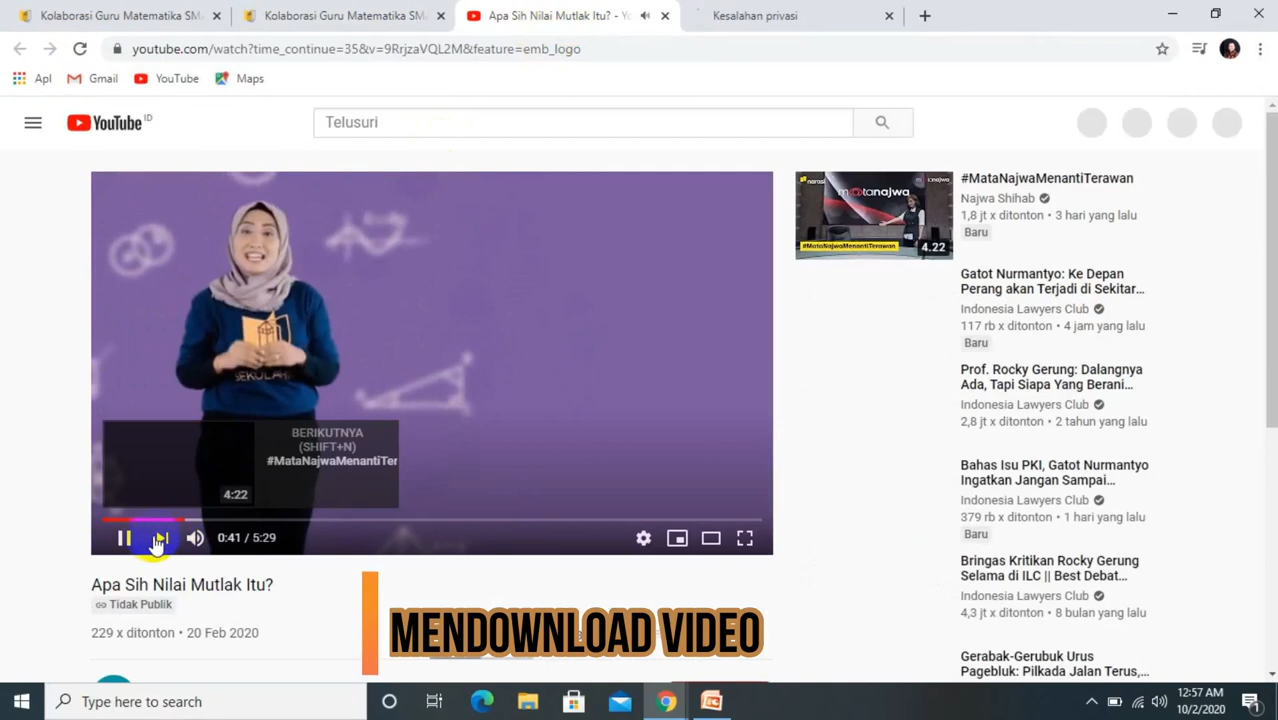 Kolaborasi Guru Matematika SMA
Kolaborasi Guru Matematika SMA
Apa Sih Nilai Mutlak Itu? - Yo
Kesalahan privasi
youtube.com/watch?time_continue=35&v=9RrjzaVQL2M&feature=emb_logo
Apl
Gmail
YouTube
Maps
YouTube ID
Telusuri
narasi
matanajwa
#MataNajwaMenantiTerawan
4.22
#MataNajwaMenantiTerawan
Najwa Shihab
1,8 jt x ditonton • 3 hari yang lalu
Baru
Gatot Nurmantyo: Ke Depan
Perang akan Terjadi di Sekitar…
Indonesia Lawyers Club
117 rb x ditonton • 4 jam yang lalu
Baru
Prof. Rocky Gerung: Dalangnya
Ada, Tapi Siapa Yang Berani…
Indonesia Lawyers Club
2,8 jt x ditonton • 2 tahun yang lalu
Bahas Isu PKI, Gatot Nurmantyo
Ingatkan Jangan Sampai…
Indonesia Lawyers Club
379 rb x ditonton • 1 hari yang lalu
Baru
Bringas Kritikan Rocky Gerung
Selama di ILC || Best Debat…
Indonesia Lawyers Club
4,3 jt x ditonton • 8 bulan yang lalu
Gerabak-Gerubuk Urus
Pagebluk: Pilkada Jalan Terus,
SEKOLAH
BERIKUTNYA
(SHIFT+N)
#MataNajwaMenantiTer
4:22
0:41 / 5:29
Apa Sih Nilai Mutlak Itu?
Tidak Publik
229 x ditonton • 20 Feb 2020
MENDOWNLOAD VIDEO
Type here to search
12:57 AM
10/2/2020
1